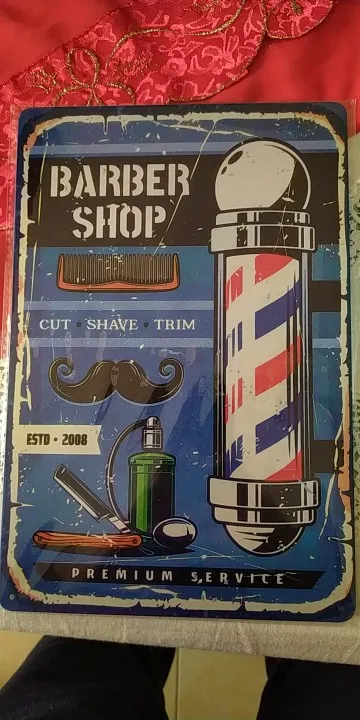 BARBER
SHOP
CUT · SHAVE · TRIM
ESTD · 2008
PREMIUM SERVICE